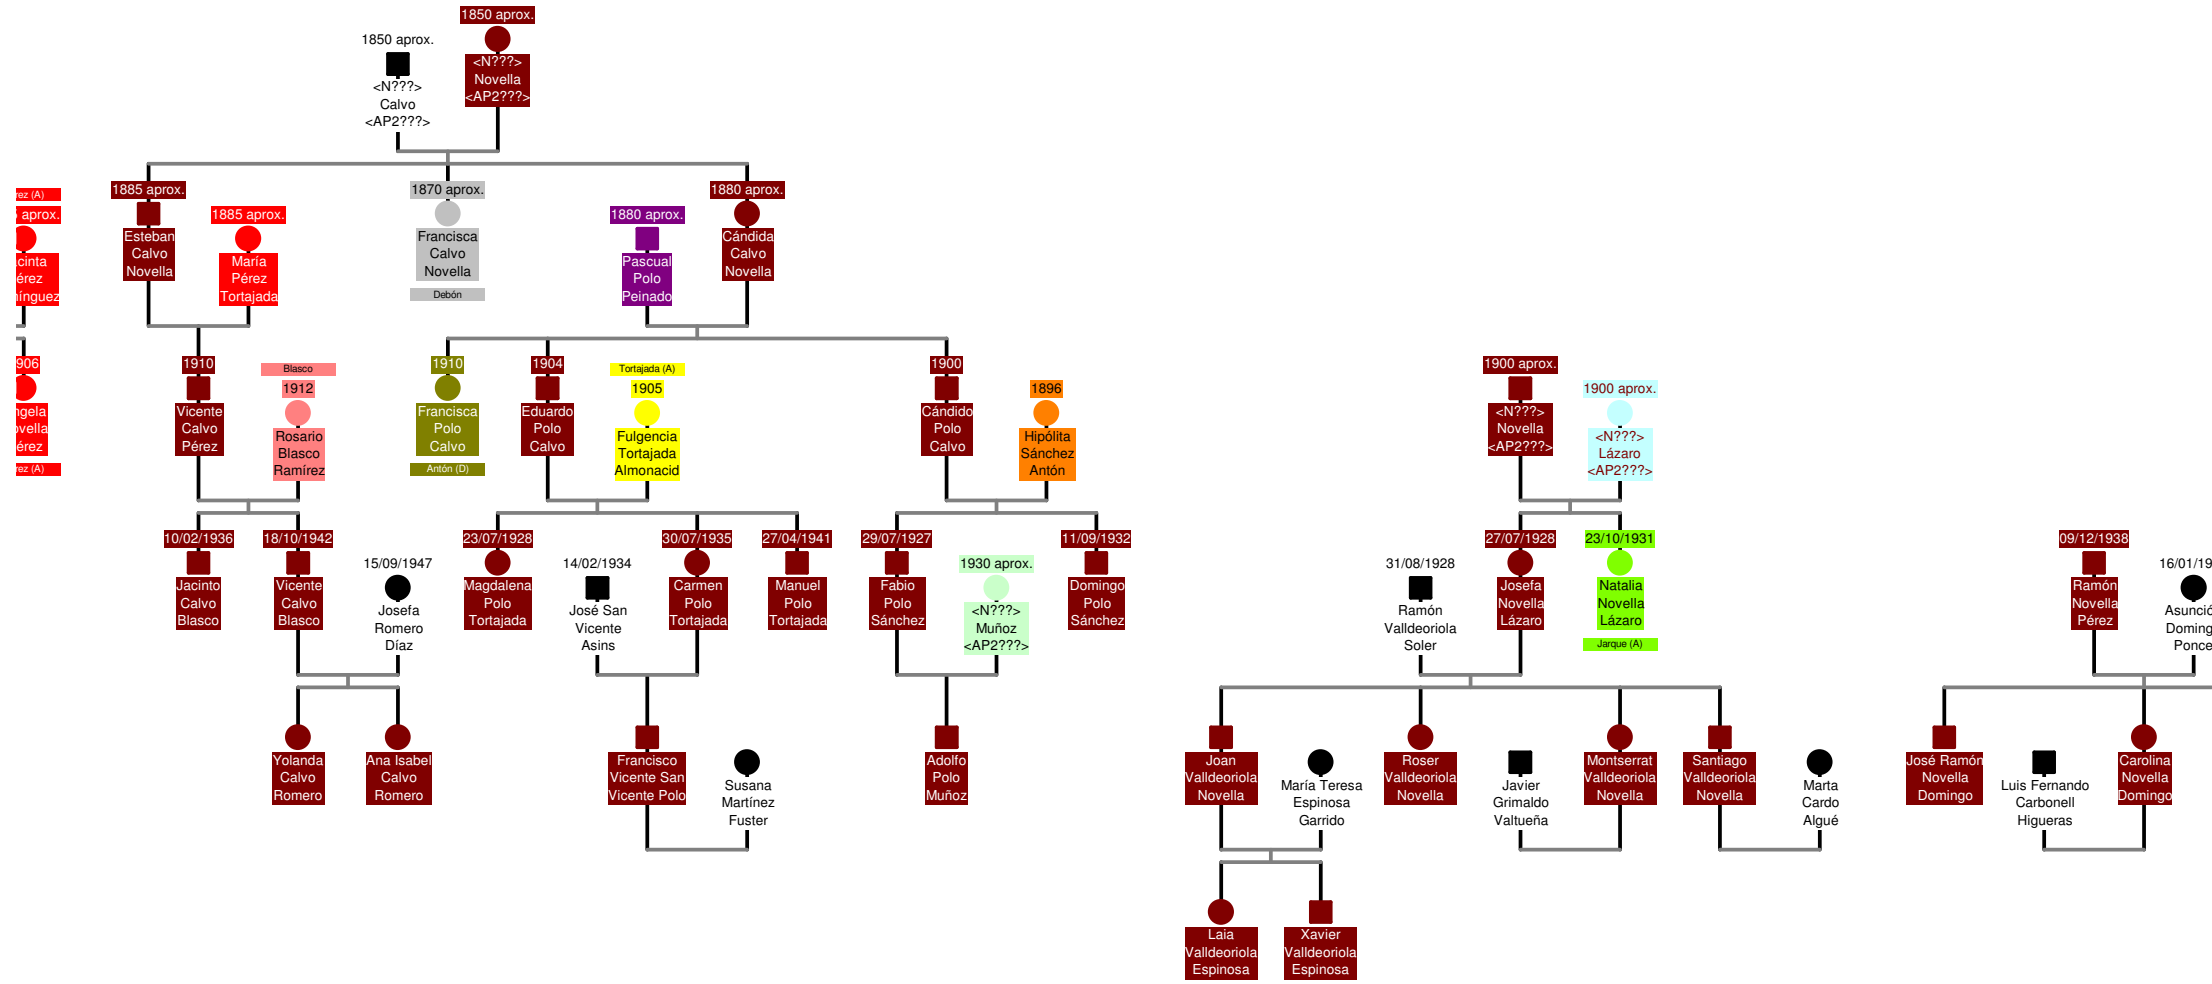 1850 aprox.
<N???>
Calvo
<AP2???>
1850 aprox.
<N???>
Novella
<AP2???>
aprox.
1885 aprox.
Esteban
Calvo
Novella
1885 aprox.
María
Pérez
Tortajada
1870 aprox.
Francisca
Calvo
Novella
Debón
1880 aprox.
Pascual
Polo
Peinado
1880 aprox.
Cándida
Calvo
Novella
1910
Vicente
Calvo
Pérez
Blasco
1912
Rosario
Blasco
Ramírez
1910
Francisca
Polo
Calvo
Antón (D)
1904
Eduardo
Polo
Calvo
Tortajada (A)
1905
Fulgencia
Tortajada
Almonacid
1900
Cándido
Polo
Calvo
1896
Hipólita
Sánchez
Antón
1900 aprox.
<N???>
Novella
<AP2???>
1900 aprox.
<N???>
Lázaro
<AP2???>
10/02/1936
Jacinto
Calvo
Blasco
18/10/1942
Vicente
Calvo
Blasco
15/09/1947
Josefa
Romero
Díaz
23/07/1928
Magdalena
Polo
Tortajada
14/02/1934
José San
Vicente
Asins
30/07/1935
Carmen
Polo
Tortajada
27/04/1941
Manuel
Polo
Tortajada
29/07/1927
Fabio
Polo
Sánchez
1930 aprox.
<N???>
Muñoz
<AP2???>
11/09/1932
Domingo
Polo
Sánchez
31/08/1928
Ramón
Valldeoriola
Soler
27/07/1928
Josefa
Novella
Lázaro
23/10/1931
Natalia
Novella
Lázaro
Jarque (A)
09/12/1938
Ramón
Novella
Pérez
16/01/19
Asunció
Doming
Ponce
Yolanda
Calvo
Romero
Ana Isabel
Calvo
Romero
Francisco
Vicente San
Vicente Polo
Susana
Martínez
Fuster
Adolfo
Polo
Muñoz
Joan
Valldeoriola
Novella
María Teresa
Espinosa
Garrido
Roser
Valldeoriola
Novella
Javier
Grimaldo
Valtueña
Montserrat
Valldeoriola
Novella
Santiago
Valldeoriola
Novella
Marta
Cardo
Algué
José Ramón
Novella
Domingo
Luis Fernando
Carbonell
Higueras
Carolina
Novella
Domingo
Laia
Valldeoriola
Espinosa
Xavier
Valldeoriola
Espinosa